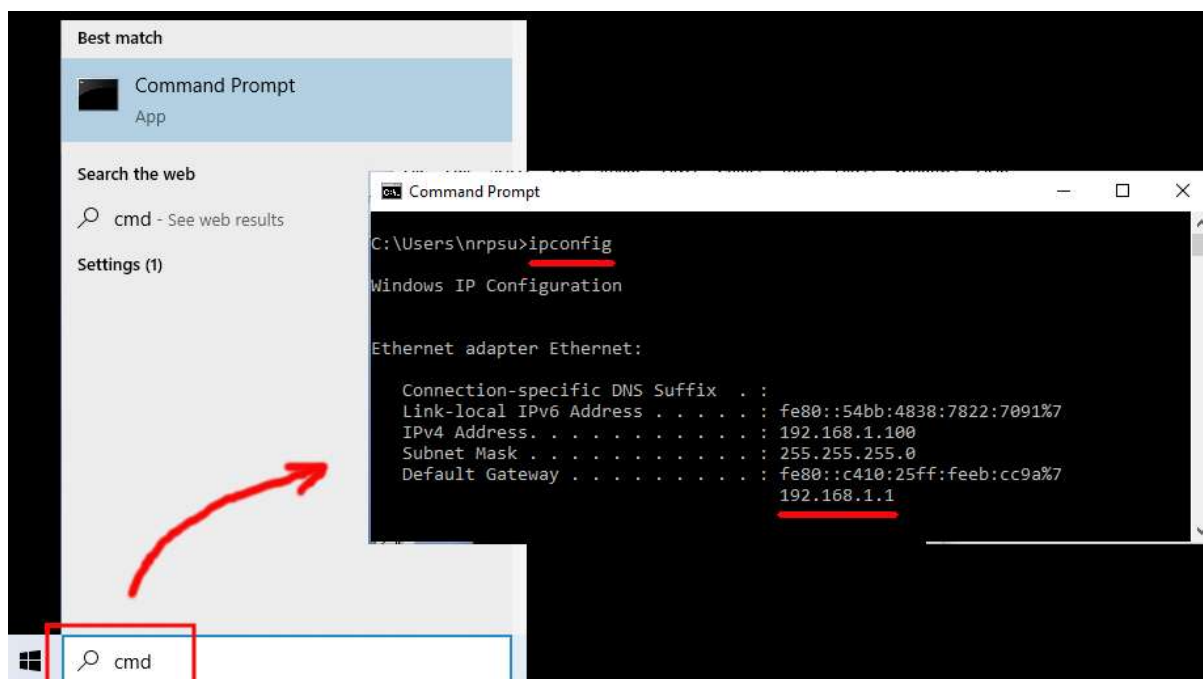 Best match
Command Prompt
App
Search the web
cmd - See web results
Settings (1)
cmd
Command Prompt
C:\Users\nrpsu>ipconfig
Windows IP Configuration
Ethernet adapter Ethernet:
Connection-specific DNS Suffix . :
Link-local IPv6 Address . . . . . : fe80::54bb:4838:7822:7091%7
IPv4 Address. . . . . . . . . . . : 192.168.1.100
Subnet Mask . . . . . . . . . . . : 255.255.255.0
Default Gateway . . . . . . . . . : fe80::c410:25ff:feeb:cc9a%7
192.168.1.1